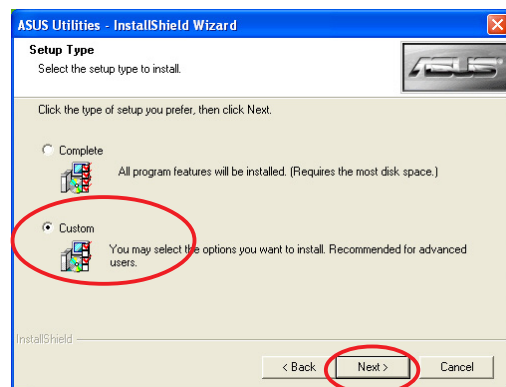 ASUS Utilities - InstallShield Wizard
Setup Type
Select the setup type to install.
ASUS
Click the type of setup you prefer, then click Next.
Complete
All program features will be installed. (Requires the most disk space.)
Custom
You may select the options you want to install. Recommended for advanced
users.
InstallShield
< Back
Next >
Cancel